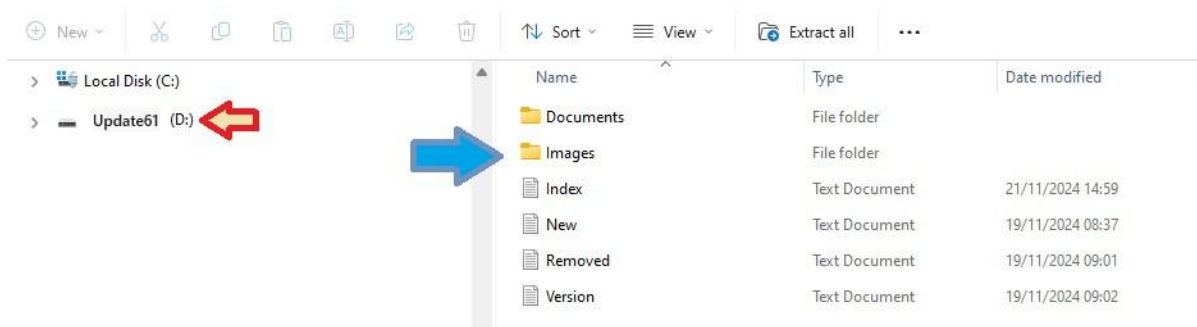 New Sort View Extract all ...
Local Disk (C:)
Update61 (D:)
Name Type Date modified
Documents File folder
Images File folder
Index Text Document 21/11/2024 14:59
New Text Document 19/11/2024 08:37
Removed Text Document 19/11/2024 09:01
Version Text Document 19/11/2024 09:02